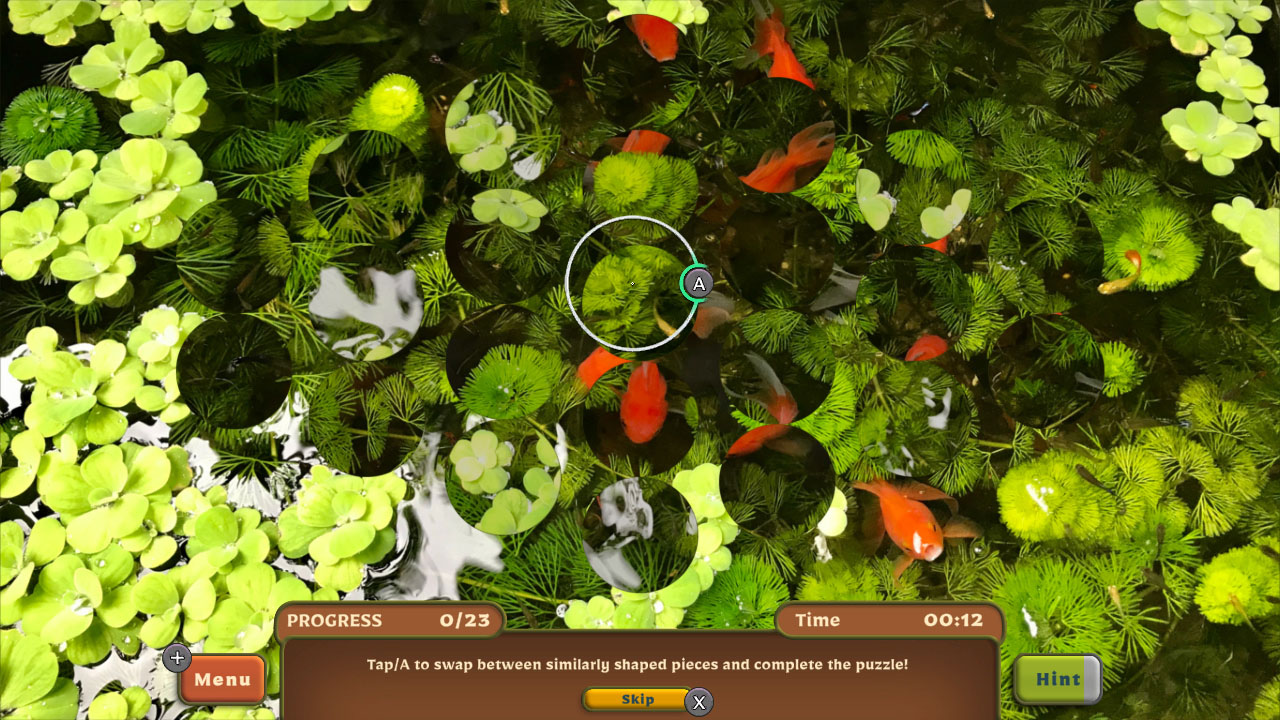 A
PROGRESS 0/23
Time 00:12
Tap/A to swap between similarly shaped pieces and complete the puzzle!
+
Menu
Skip X
Hint